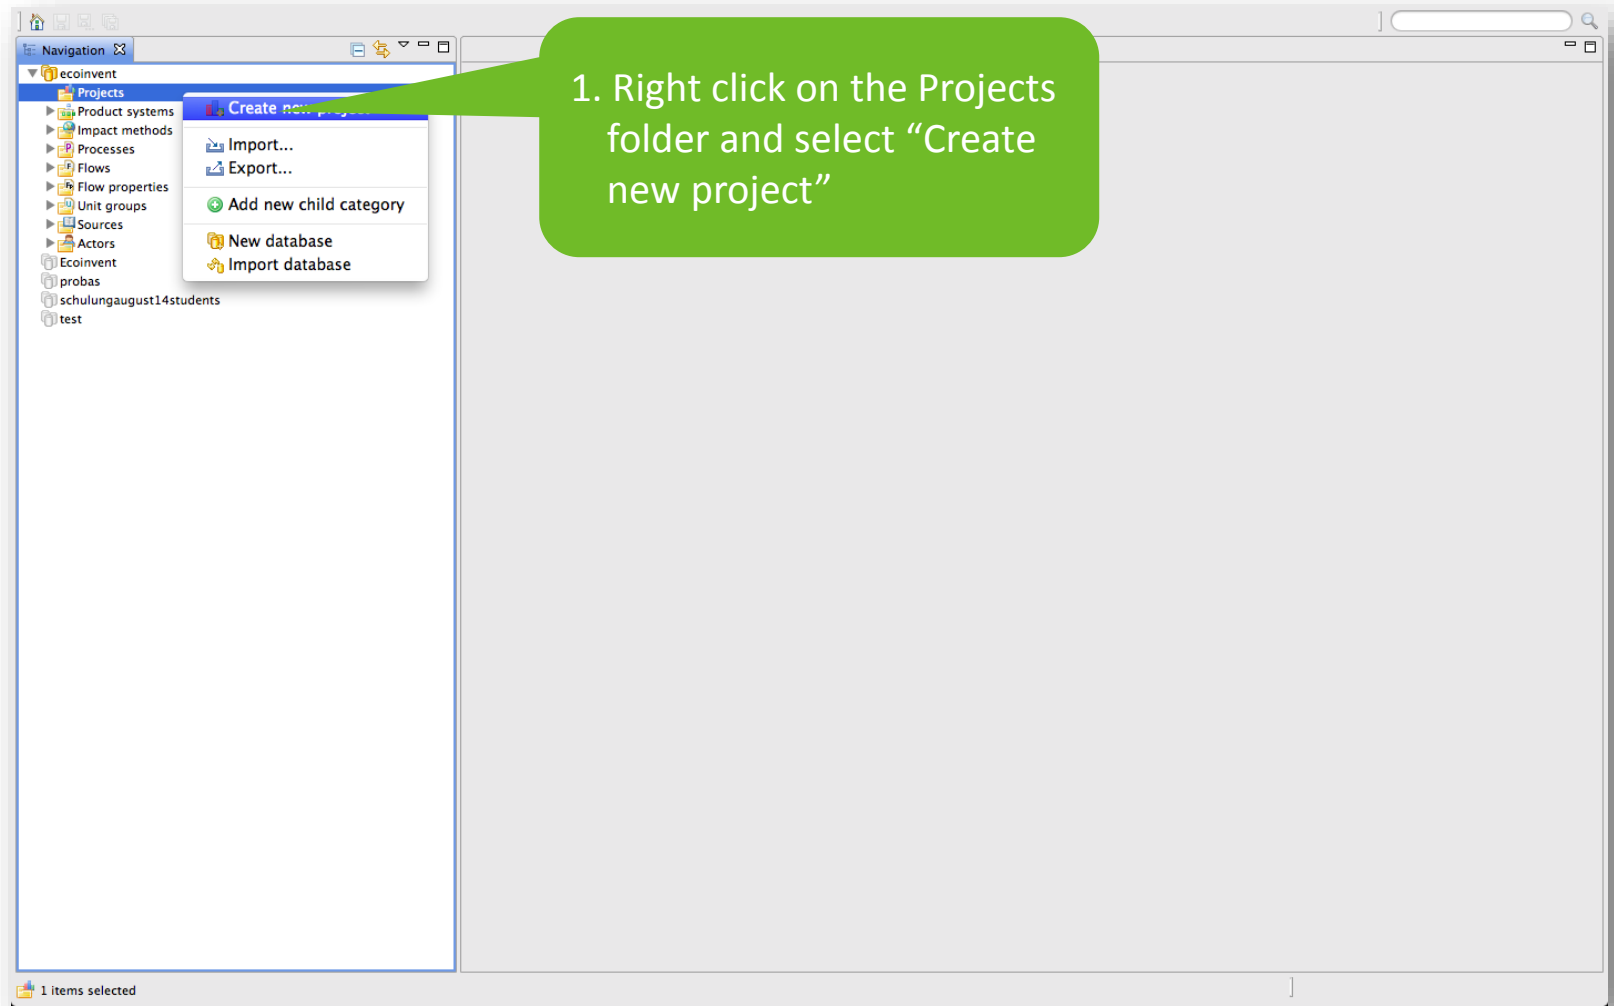 Navigation
ecoinvent
Projects
Product systems
Impact methods
Processes
Flows
Flow properties
Unit groups
Sources
Actors
Ecoinvent
probas
schulungaugust14students
test
Create new project
Import...
Export...
Add new child category
New database
Import database
1. Right click on the Projects
folder and select “Create
new project”
1 items selected